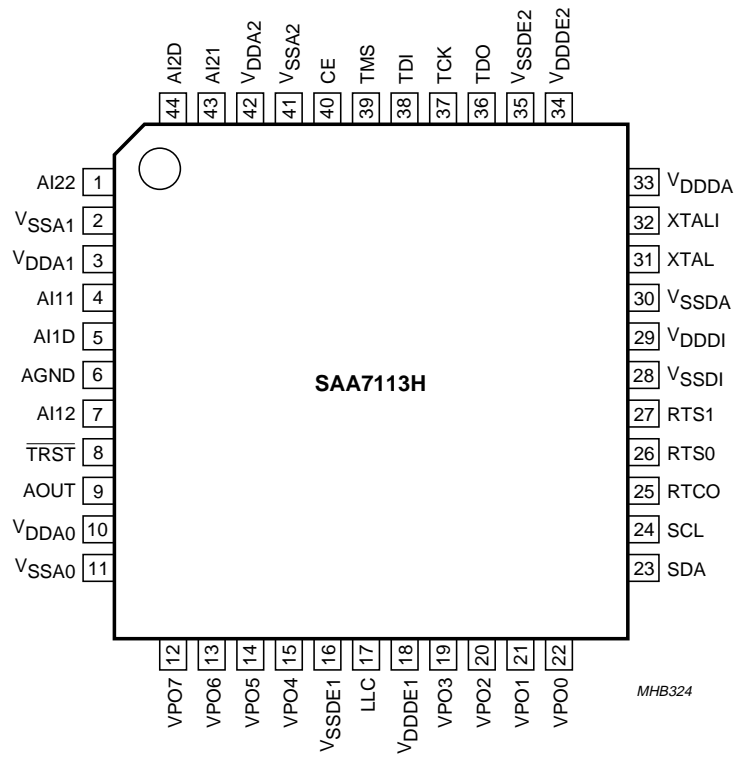 44 AI2D
43 AI21
42 VDDA2
41 VSSA2
40 CE
39 TMS
38 TDI
37 TCK
36 TDO
35 VSSDE2
34 VDDDE2
AI22 1
VSSA1 2
VDDA1 3
AI11 4
AI1D 5
AGND 6
AI12 7
TRST 8
AOUT 9
VDDA0 10
VSSA0 11
SAA7113H
33 VDDDA
32 XTALI
31 XTAL
30 VSSDA
29 VDDDI
28 VSSDI
27 RTS1
26 RTS0
25 RTCO
24 SCL
23 SDA
VPO7 12
VPO6 13
VPO5 14
VPO4 15
VSSDE1 16
LLC 17
VDDDE1 18
VPO3 19
VPO2 20
VPO1 21
VPO0 22
MHB324